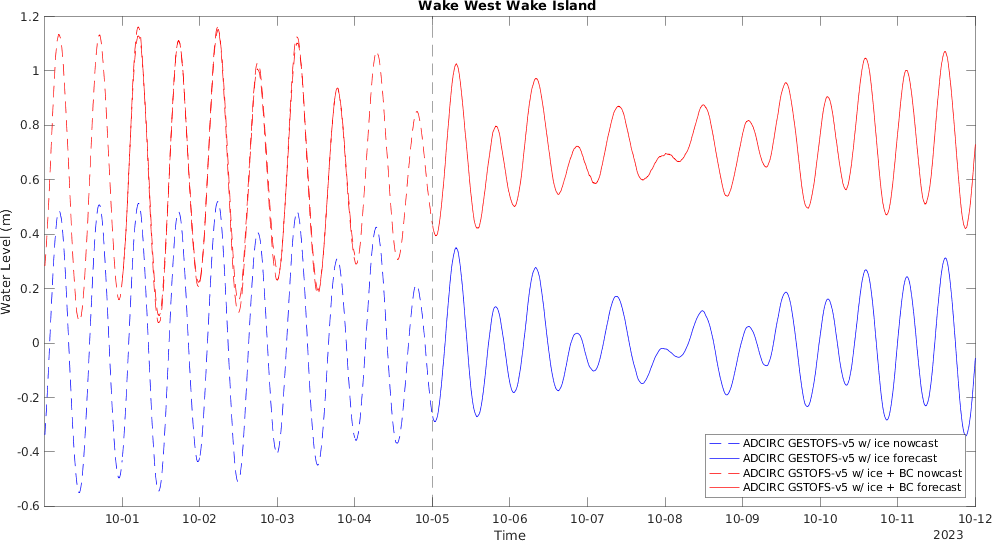 Wake West Wake Island
1.2
1
0.8
0.6
0.4
0.2
0
-0.2
-0.4
-0.6
Water Level (m)
ADCIRC GESTOFS-v5 w/ ice nowcast
ADCIRC GESTOFS-v5 w/ ice forecast
ADCIRC GSTOFS-v5 w/ ice + BC nowcast
ADCIRC GSTOFS-v5 w/ ice + BC forecast
10-01 10-02 10-03 10-04 10-05 10-06 10-07 10-08 10-09 10-10 10-11 10-12
Time
2023